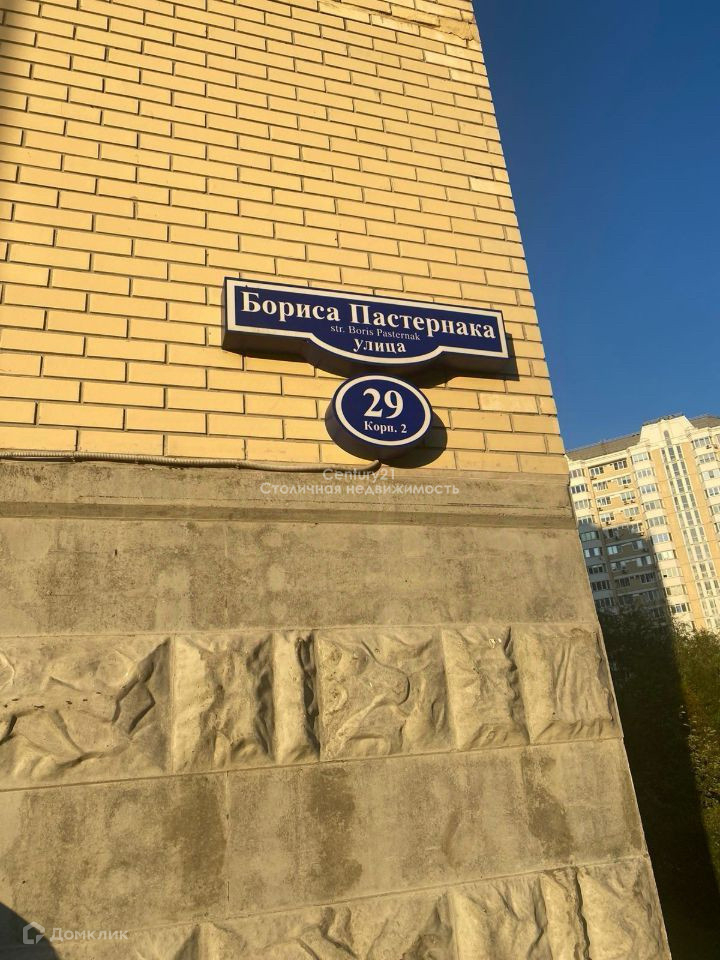 Бориса Пастернака
str. Boris Pasternak
улица
29
Корп. 2
Century21
Столичная недвижимость
Домклик